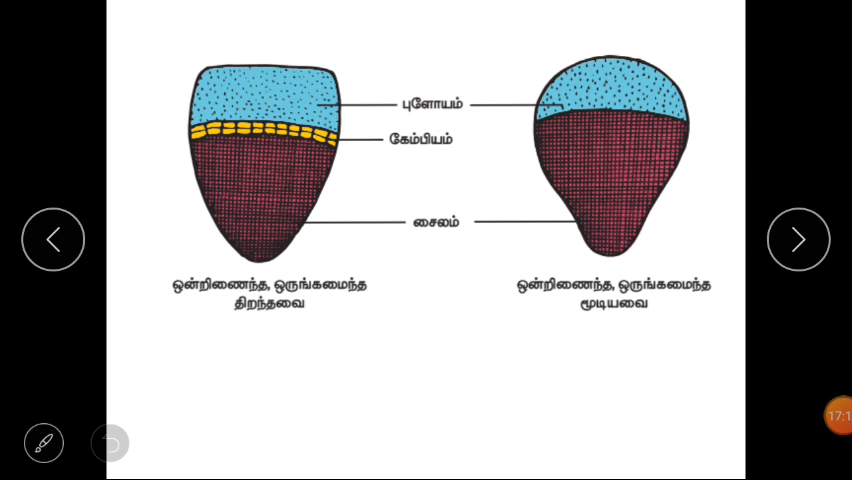 புளோயம்
கேம்பியம்
சைலம்
ஒன்றிணைந்த, ஒருங்கமைந்த
திறந்தவை
ஒன்றிணைந்த, ஒருங்கமைந்த
மூடியவை
17:1